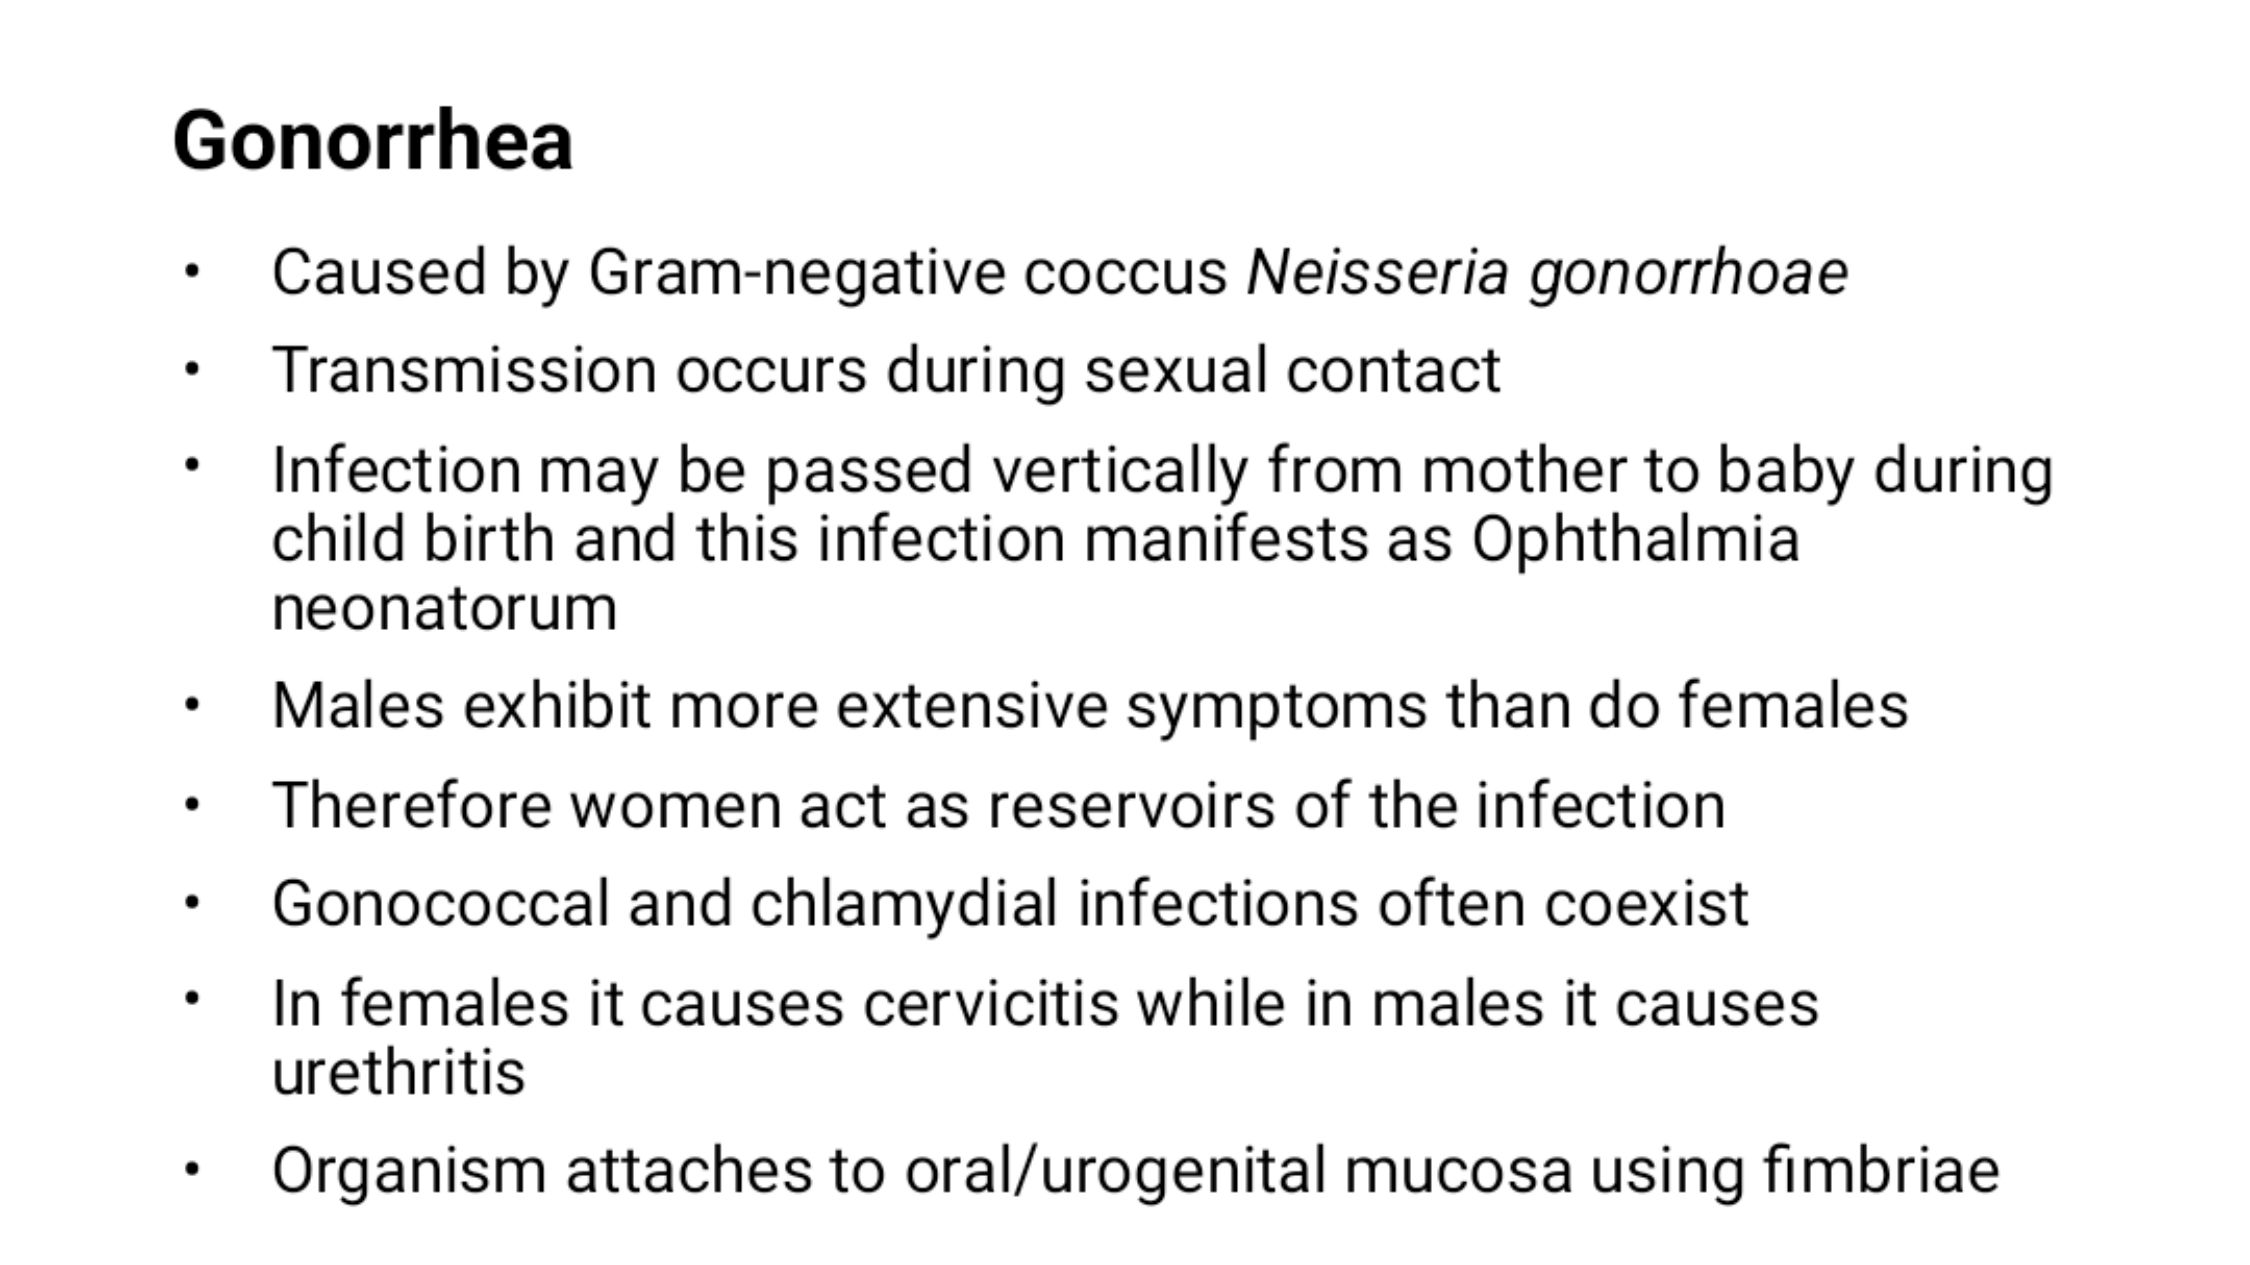 Gonorrhea
• Caused by Gram-negative coccus Neisseria gonorrhoae
• Transmission occurs during sexual contact
• Infection may be passed vertically from mother to baby during
child birth and this infection manifests as Ophthalmia
neonatorum
• Males exhibit more extensive symptoms than do females
• Therefore women act as reservoirs of the infection
• Gonococcal and chlamydial infections often coexist
• In females it causes cervicitis while in males it causes
urethritis
• Organism attaches to oral/urogenital mucosa using fimbriae